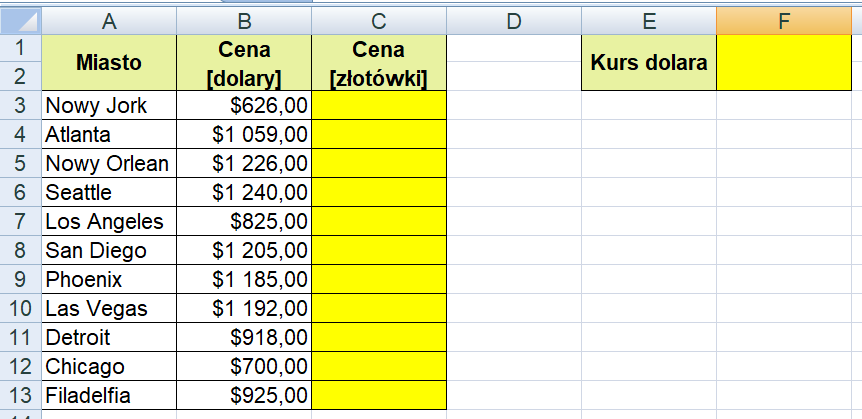 A B C D E F
1 Miasto Cena Cena Kurs dolara
2 [dolary] [złotówki]
3 Nowy Jork $626,00
4 Atlanta $1 059,00
5 Nowy Orlean $1 226,00
6 Seattle $1 240,00
7 Los Angeles $825,00
8 San Diego $1 205,00
9 Phoenix $1 185,00
10 Las Vegas $1 192,00
11 Detroit $918,00
12 Chicago $700,00
13 Filadelfia $925,00